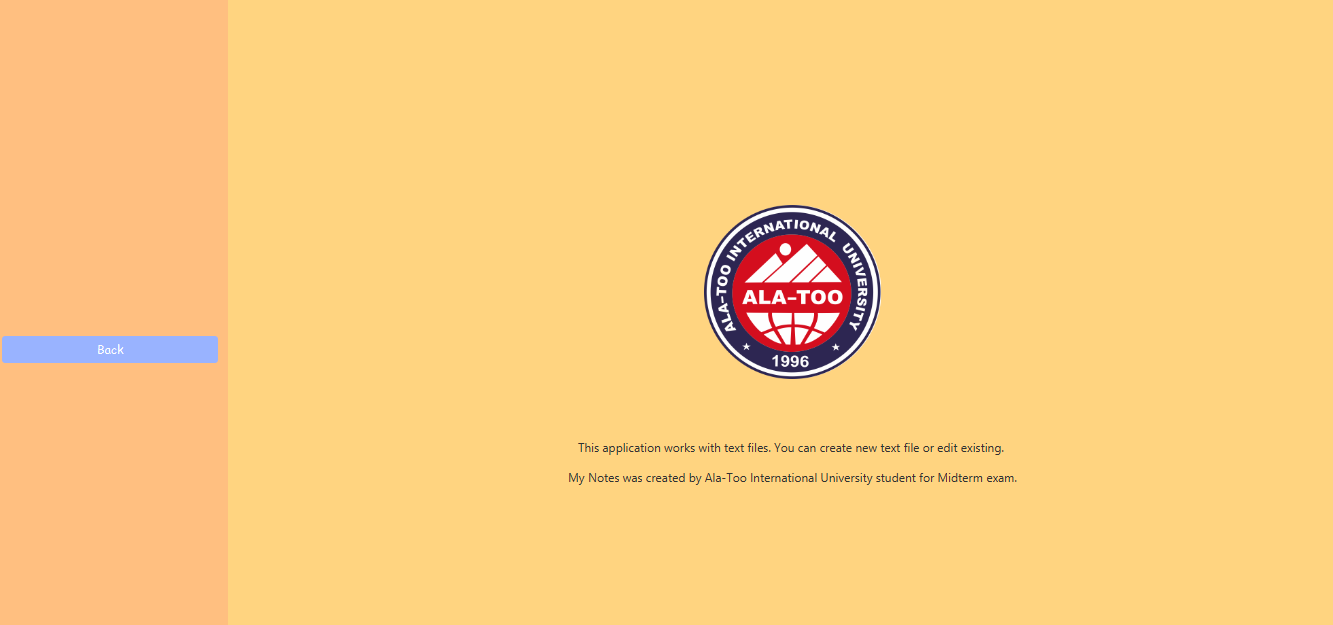 ALA-TOO INTERNATIONAL UNIVERSITY
ALA-TOO
1996
Back
This application works with text files. You can create new text file or edit existing.
My Notes was created by Ala-Too International University student for Midterm exam.